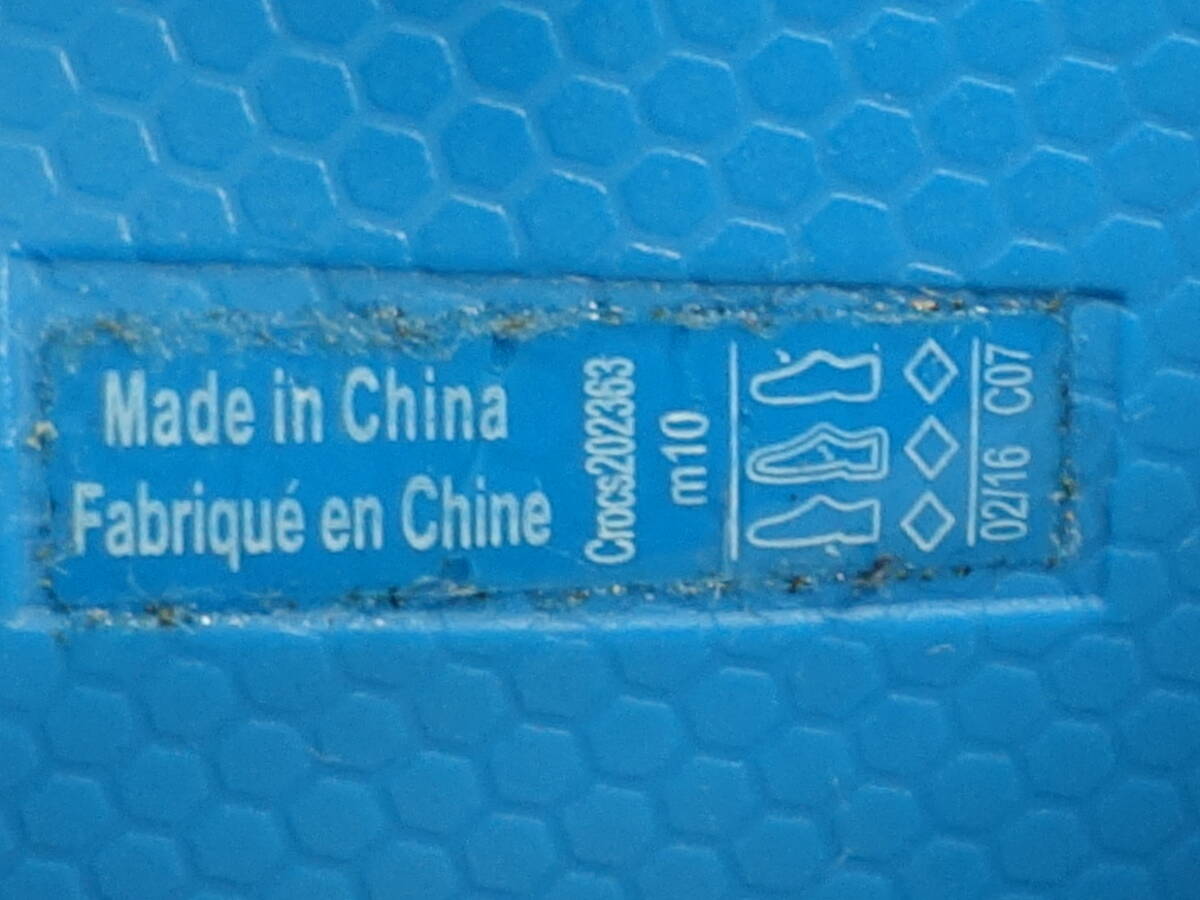 Made in China
Fabriqué en Chine
Crocs202363
m10
02/16 C07